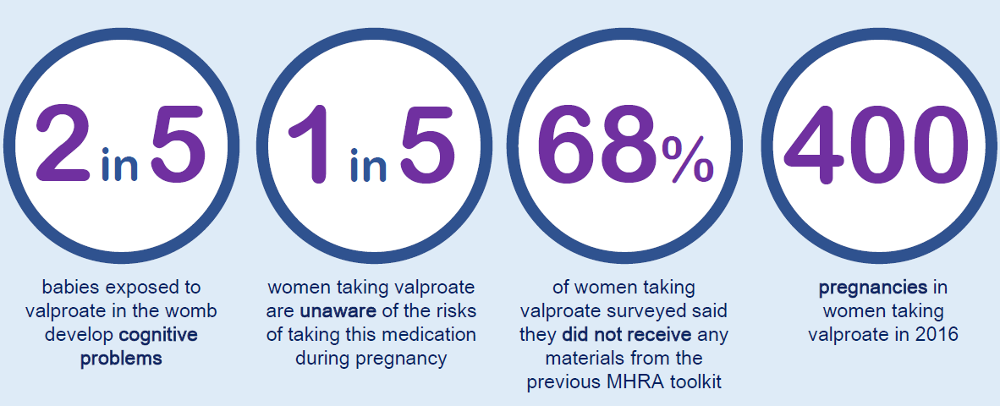 2 in 5
babies exposed to
valproate in the womb
develop cognitive
problems
1 in 5
women taking valproate
are unaware of the risks
of taking this medication
during pregnancy
68%
of women taking
valproate surveyed said
they did not receive any
materials from the
previous MHRA toolkit
400
pregnancies in
women taking
valproate in 2016